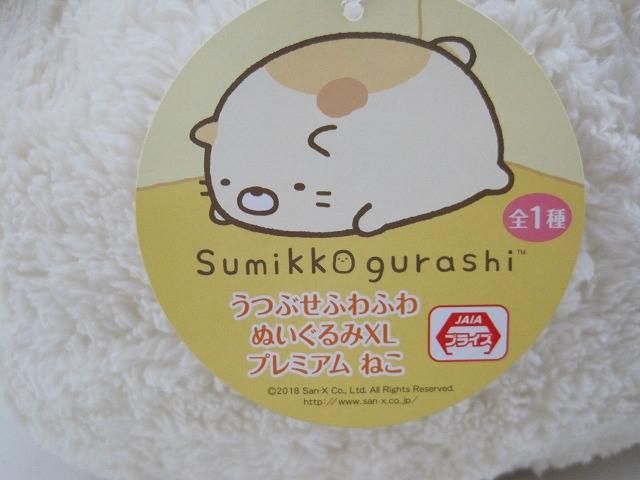 全1種
Sumikkogurashi™
うつぶせふわふわ
ぬいぐるみXL
プレミアム ねこ
JAIA
プライズ
©2018 San-X Co., Ltd. All Rights Reserved.
http://www.san-x.co.jp/